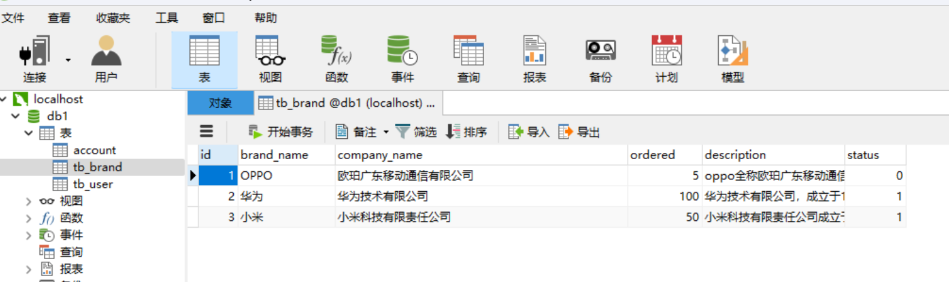 文件 查看 收藏夹 工具 窗口 帮助
连接 用户 表 视图 函数 事件 查询 报表 备份 计划 模型
localhost
db1
表
account
tb_brand
tb_user
视图
函数
事件
查询
报表
对象 tb_brand @db1 (localhost) ...
开始事务 备注 筛选 排序 导入 导出
id brand_name company_name ordered description status
1 OPPO 欧珀广东移动通信有限公司 5 oppo全称欧珀广东移动通信 0
2 华为 华为技术有限公司 100 华为技术有限公司，成立于1 1
3 小米 小米科技有限责任公司 50 小米科技有限责任公司成立于 1